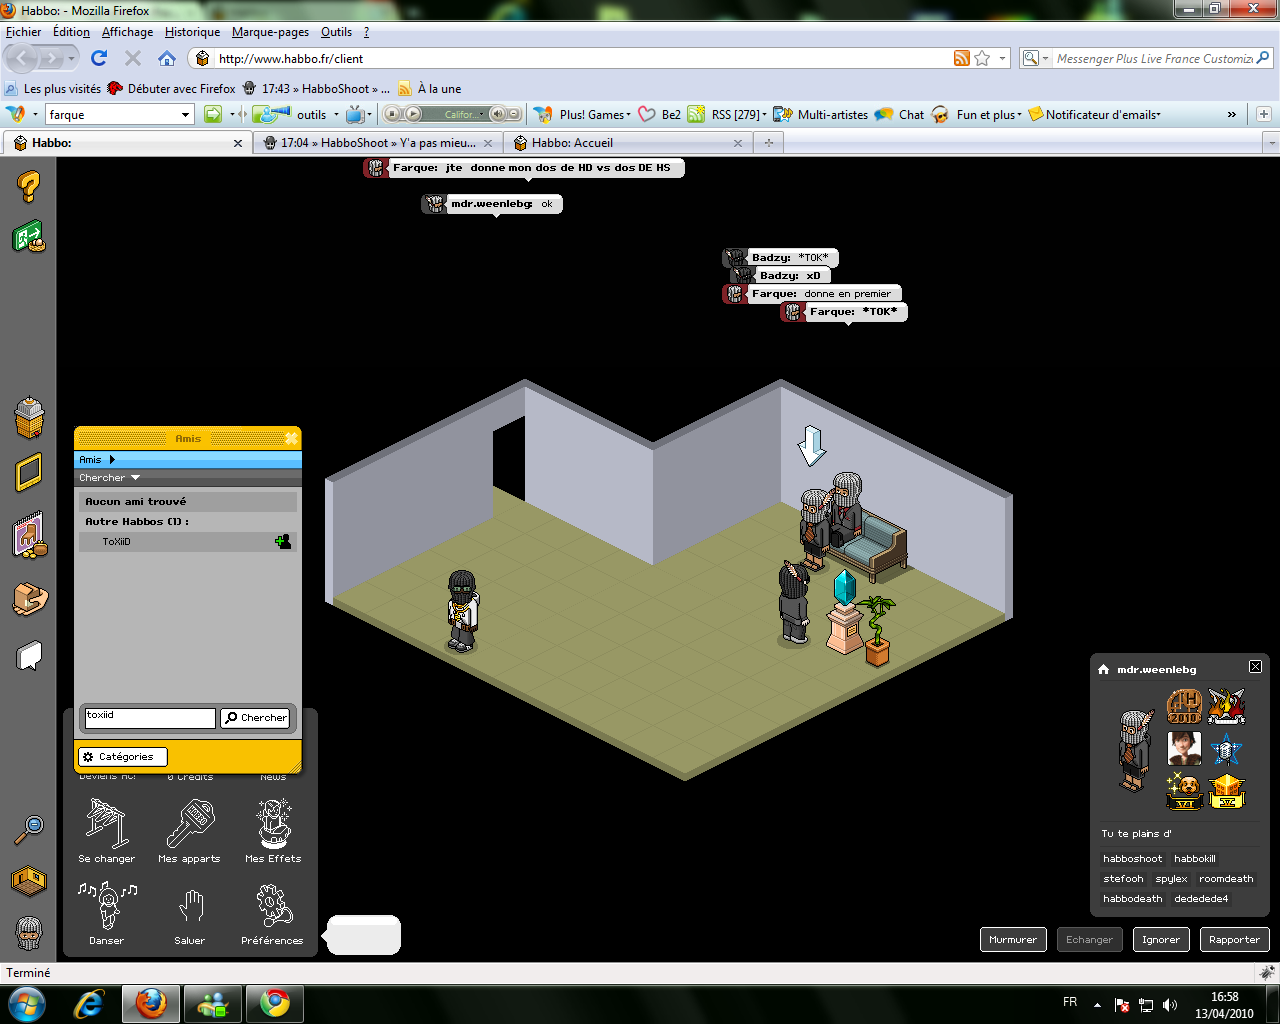 Habbo: - Mozilla Firefox
Fichier Édition Affichage Historique Marque-pages Outils ?
http://www.habbo.fr/client
Messenger Plus Live France Customiz
Les plus visités Débuter avec Firefox 17:43 » HabboShoot » ... À la une
farque outils Califor... Plus! Games Be2 RSS [279] Multi-artistes Chat Fun et plus Notificateur d'emails »
Habbo: 17:04 » HabboShoot » Y'a pas mieu... Habbo: Accueil
Farque: jte donne mon dos de HD vs dos DE HS
mdr.weenlebg: ok
Badzy: *TOK*
Badzy: xD
Farque: donne en premier
Farque: *TOK*
Amis
Amis
Chercher
Aucun ami trouvé
Autre Habbos (1) :
ToXiiD
toxiid Chercher
Catégories
Deviens HC! 0 Crédits News
Se changer Mes apparts Mes Effets
Danser Saluer Préférences
mdr.weenlebg
H
2010
Tu te plains d'
habboshoot habbokill
stefooh spylex roomdeath
habbodeath dededede4
Murmurer Echanger Ignorer Rapporter
Terminé
FR 16:58
13/04/2010